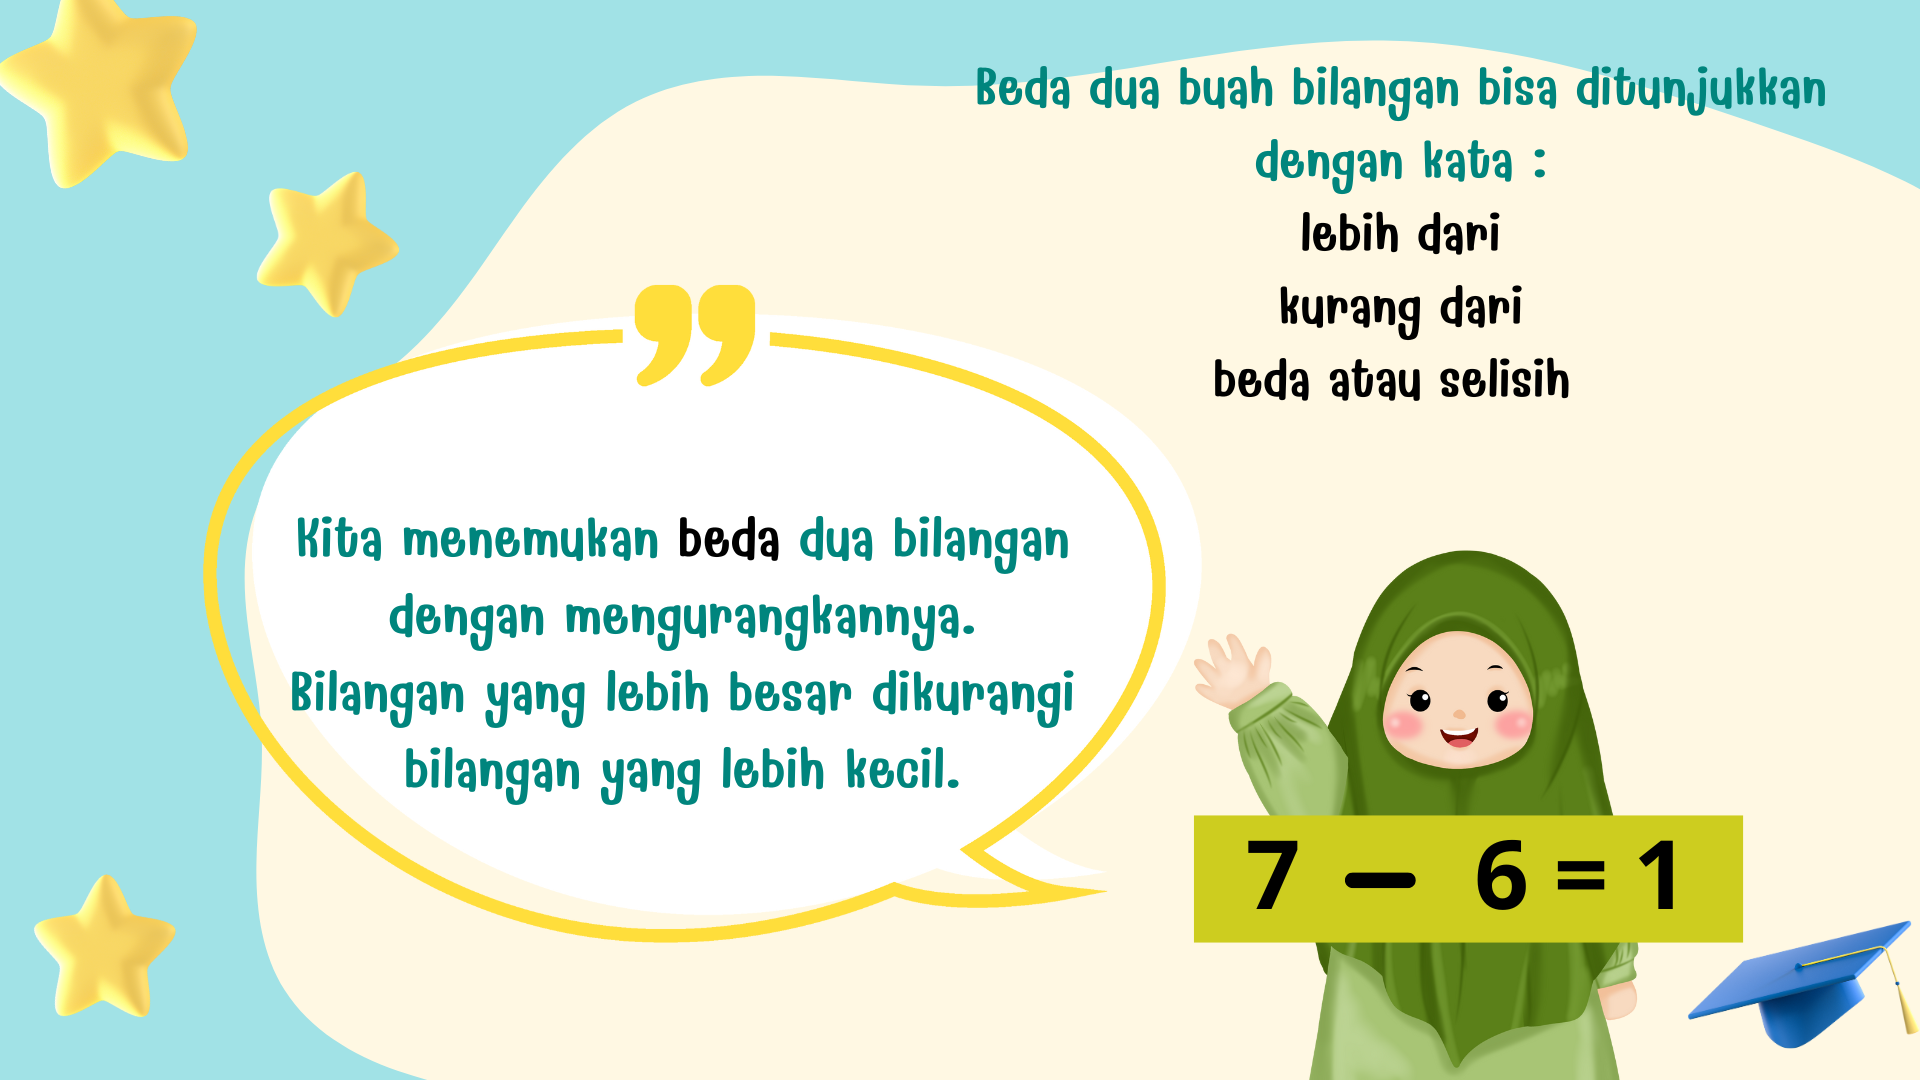 Beda dua buah bilangan bisa ditunjukkan
dengan kata :
lebih dari
kurang dari
beda atau selisih
Kita menemukan beda dua bilangan
dengan mengurangkannya.
Bilangan yang lebih besar dikurangi
bilangan yang lebih kecil.
7 − 6 = 1